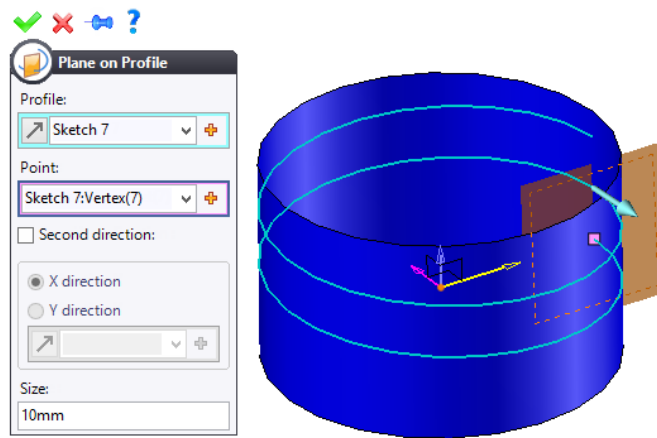 ?
Plane on Profile
Profile:
Sketch 7
Point:
Sketch 7:Vertex(7)
Second direction:
X direction
Y direction
Size:
10mm